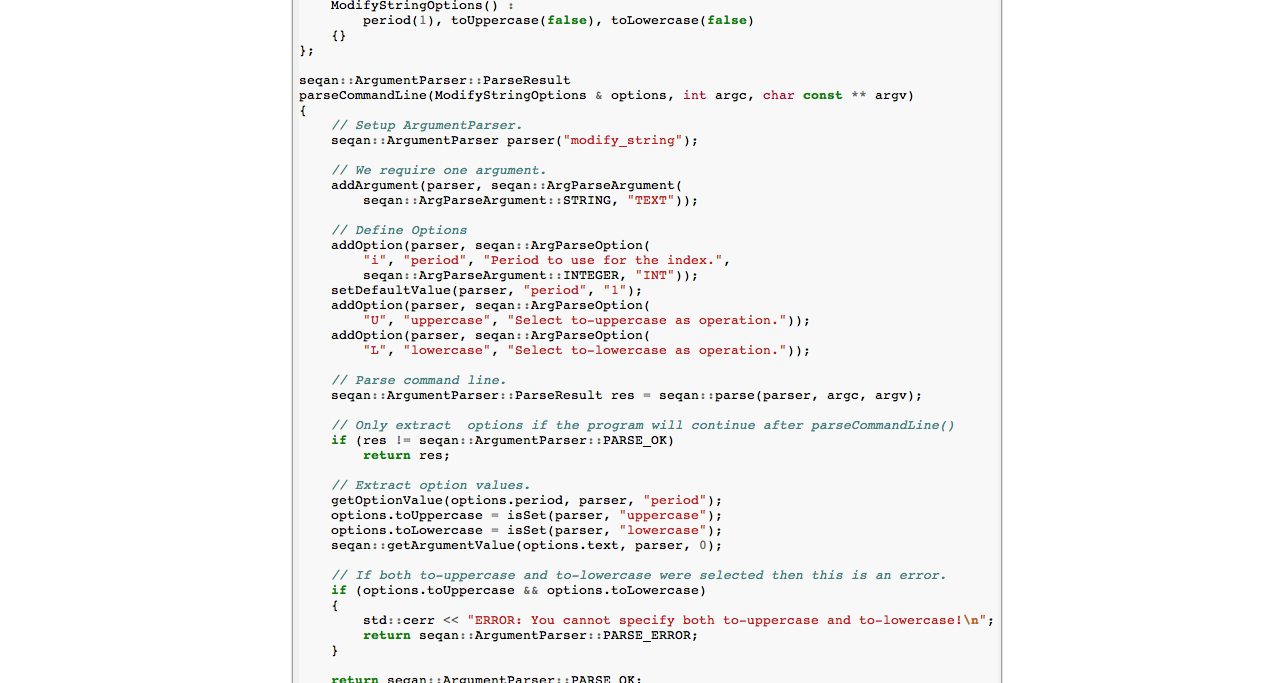 ModifyStringOptions() :
period(1), toUppercase(false), toLowercase(false)
{}
};
seqan::ArgumentParser::ParseResult
parseCommandLine(ModifyStringOptions & options, int argc, char const ** argv)
{
// Setup ArgumentParser.
seqan::ArgumentParser parser("modify_string");
// We require one argument.
addArgument(parser, seqan::ArgParseArgument(
seqan::ArgParseArgument::STRING, "TEXT"));
// Define Options
addOption(parser, seqan::ArgParseOption(
"i", "period", "Period to use for the index.",
seqan::ArgParseArgument::INTEGER, "INT"));
setDefaultValue(parser, "period", "1");
addOption(parser, seqan::ArgParseOption(
"U", "uppercase", "Select to-uppercase as operation."));
addOption(parser, seqan::ArgParseOption(
"L", "lowercase", "Select to-lowercase as operation."));
// Parse command line.
seqan::ArgumentParser::ParseResult res = seqan::parse(parser, argc, argv);
// Only extract  options if the program will continue after parseCommandLine()
if (res != seqan::ArgumentParser::PARSE_OK)
return res;
// Extract option values.
getOptionValue(options.period, parser, "period");
options.toUppercase = isSet(parser, "uppercase");
options.toLowercase = isSet(parser, "lowercase");
seqan::getArgumentValue(options.text, parser, 0);
// If both to-uppercase and to-lowercase were selected then this is an error.
if (options.toUppercase && options.toLowercase)
{
std::cerr << "ERROR: You cannot specify both to-uppercase and to-lowercase!\n";
return seqan::ArgumentParser::PARSE_ERROR;
}
return seqan::ArgumentParser::PARSE_OK;